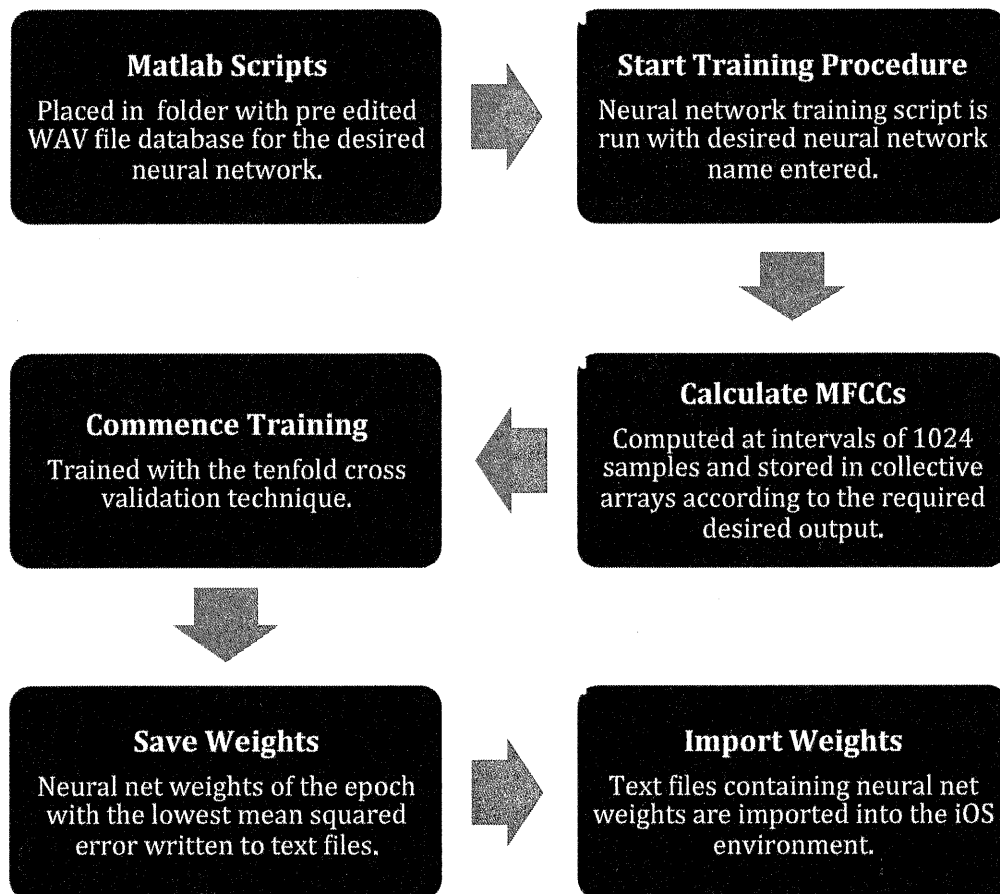 Matlab Scripts
Placed in folder with pre edited
WAV file database for the desired
neural network.
Start Training Procedure
Neural network training script is
run with desired neural network
name entered.
Calculate MFCCs
Computed at intervals of 1024
samples and stored in collective
arrays according to the required
desired output.
Commence Training
Trained with the tenfold cross
validation technique.
Save Weights
Neural net weights of the epoch
with the lowest mean squared
error written to text files.
Import Weights
Text files containing neural net
weights are imported into the iOS
environment.